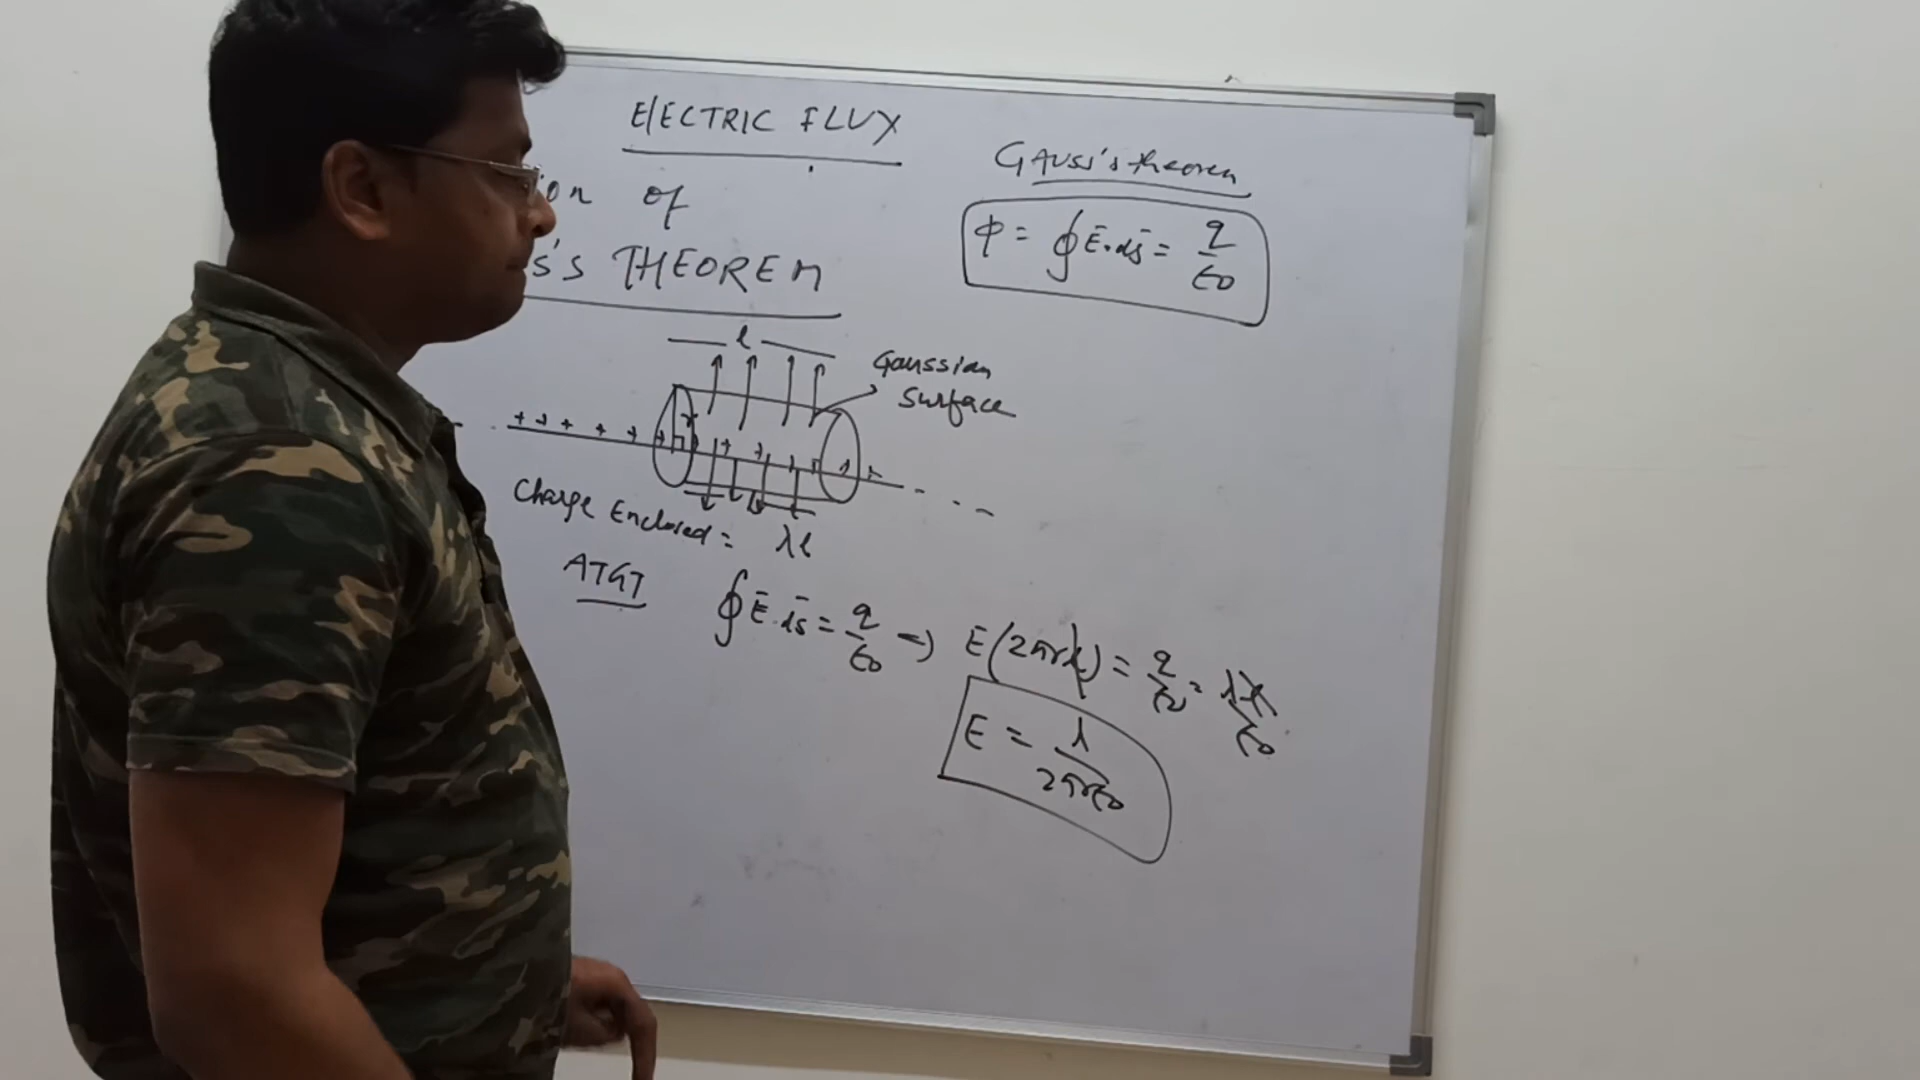 ELECTRIC FLUX
ion of
S'S THEOREM
Gauss's theorem
ϕ = ∮E̅.ds̅ = q/ε0
l
Gaussian
Surface
r
+ + + + + + + + + +
Charge Enclosed = λl
ATGT
∮E̅.ds̅ = q/ε0 ⇒ E(2πrl) = q/ε0 = λl/ε0
E = λ/2πrε0